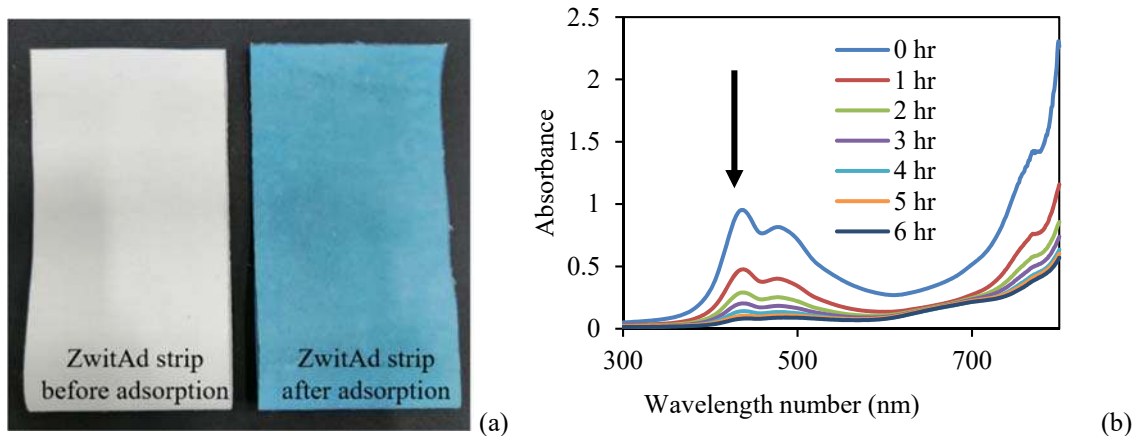 ZwitAd strip
before adsorption
ZwitAd strip
after adsorption
(a)
2.5
2
1.5
1
0.5
0
Absorbance
300
500
700
Wavelength number (nm)
0 hr
1 hr
2 hr
3 hr
4 hr
5 hr
6 hr
(b)